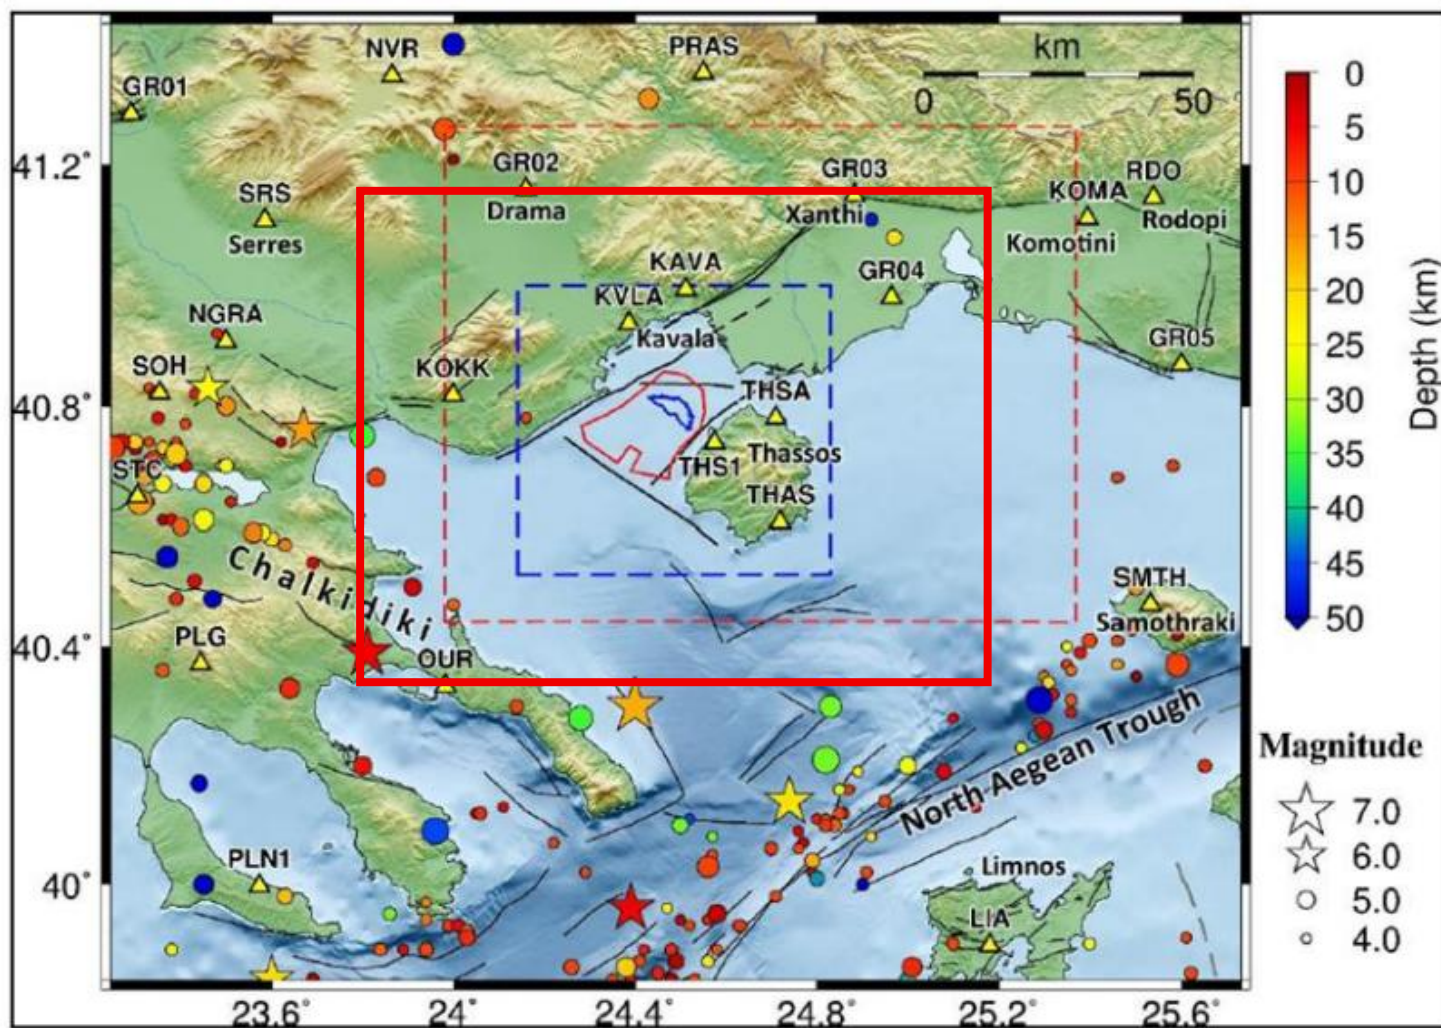 km
0 50
NVR
PRAS
GR01
41.2°
GR02
Drama
GR03
Xanthi
KOMA
RDO
Rodopi
Komotini
SRS
Serres
KAVA
KVLA
Kavala
GR04
NGRA
SOH
KOKK
GR05
40.8°
THSA
THS1
Thassos
THAS
STC
Chalkidiki
SMTH
Samothraki
40.4°
PLG
OUR
North Aegean Trough
PLN1
Limnos
LIA
40°
23.6° 24° 24.4° 24.8° 25.2° 25.6°
0
5
10
15
20
25
30
35
40
45
50
Depth (km)
Magnitude
7.0
6.0
5.0
4.0